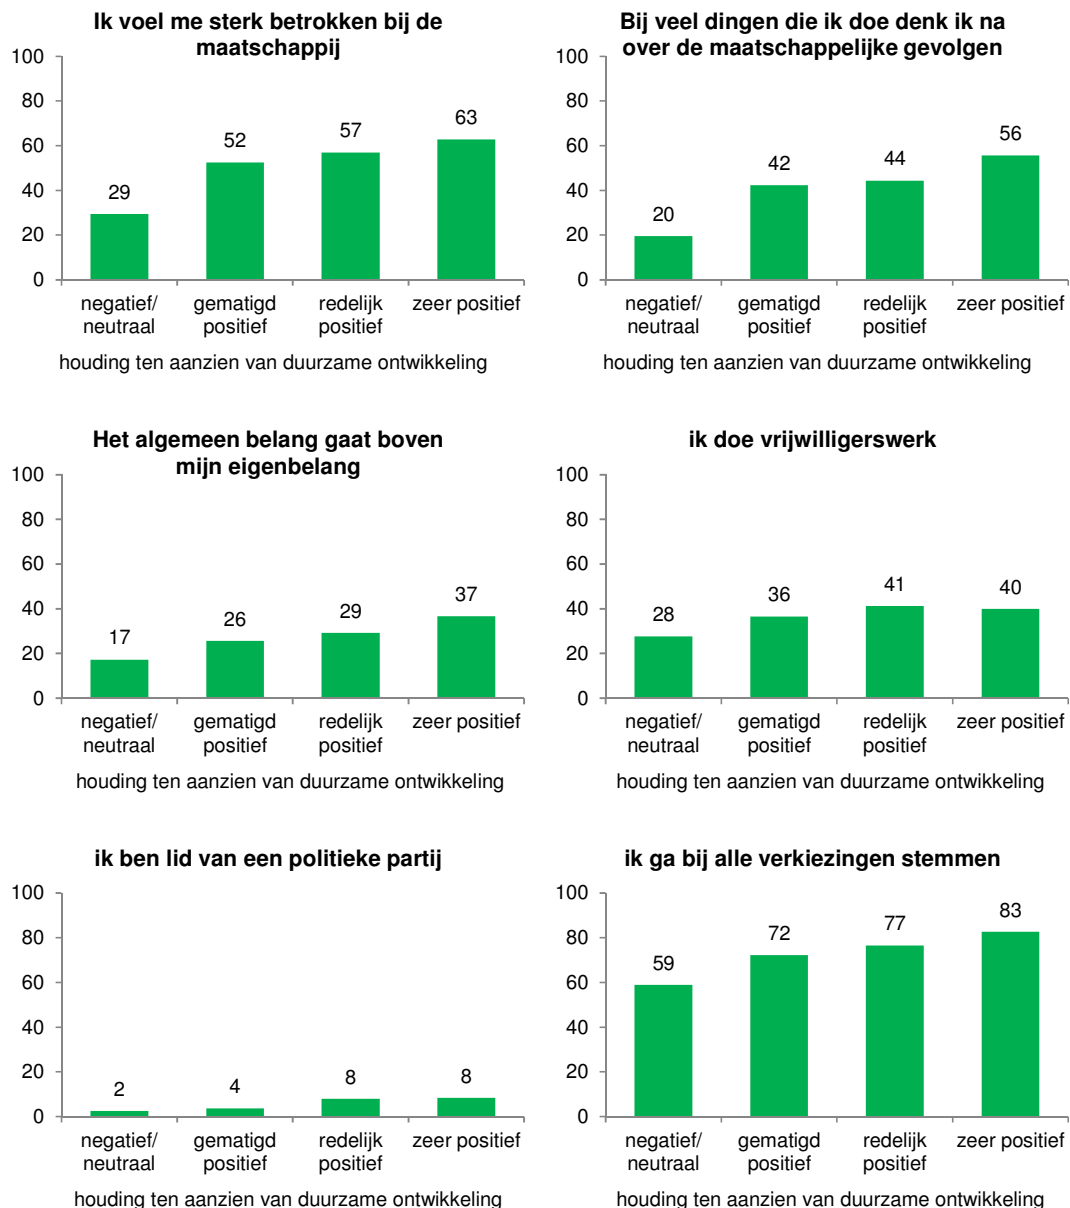 Ik voel me sterk betrokken bij de
maatschappij
100
80
60
40
20
0
29
52
57
63
negatief/
neutraal
gematigd
positief
redelijk
positief
zeer positief
houding ten aanzien van duurzame ontwikkeling
Bij veel dingen die ik doe denk ik na
over de maatschappelijke gevolgen
100
80
60
40
20
0
20
42
44
56
negatief/
neutraal
gematigd
positief
redelijk
positief
zeer positief
houding ten aanzien van duurzame ontwikkeling
Het algemeen belang gaat boven
mijn eigenbelang
100
80
60
40
20
0
17
26
29
37
negatief/
neutraal
gematigd
positief
redelijk
positief
zeer positief
houding ten aanzien van duurzame ontwikkeling
ik doe vrijwilligerswerk
100
80
60
40
20
0
28
36
41
40
negatief/
neutraal
gematigd
positief
redelijk
positief
zeer positief
houding ten aanzien van duurzame ontwikkeling
ik ben lid van een politieke partij
100
80
60
40
20
0
2
4
8
8
negatief/
neutraal
gematigd
positief
redelijk
positief
zeer positief
houding ten aanzien van duurzame ontwikkeling
ik ga bij alle verkiezingen stemmen
100
80
60
40
20
0
59
72
77
83
negatief/
neutraal
gematigd
positief
redelijk
positief
zeer positief
houding ten aanzien van duurzame ontwikkeling